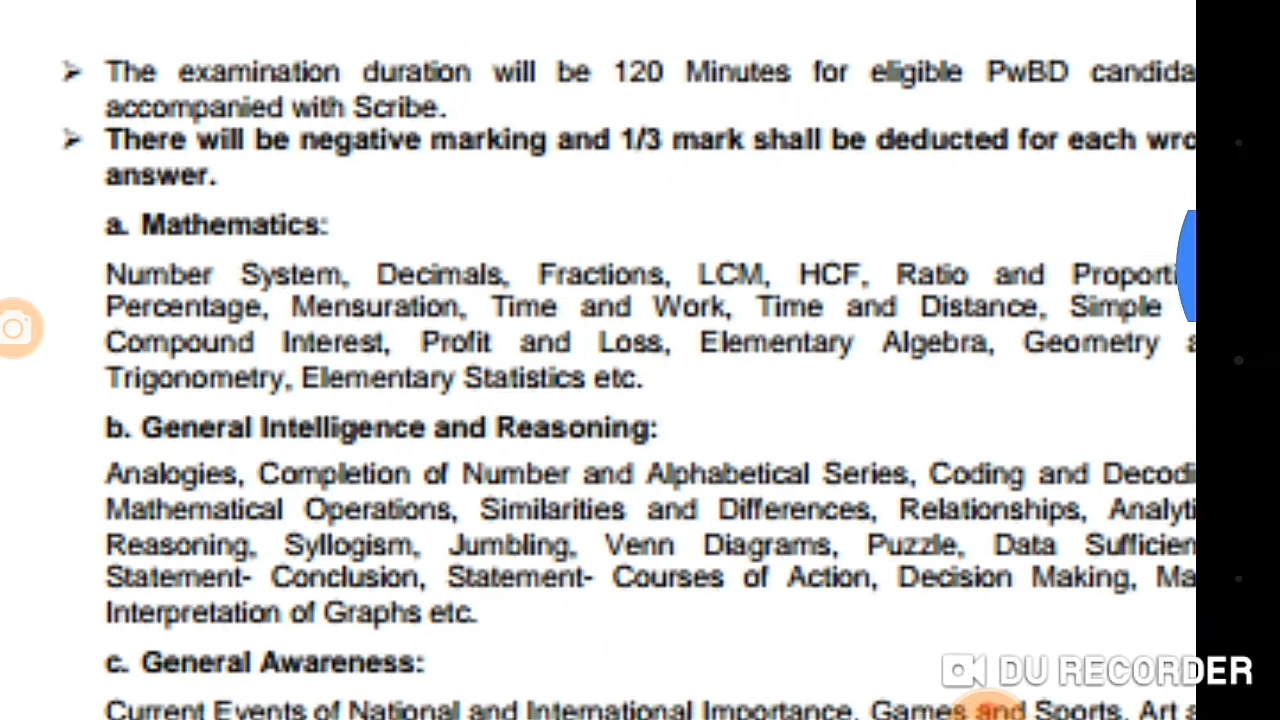 ➢ The examination duration will be 120 Minutes for eligible PwBD candida
accompanied with Scribe.
➢ There will be negative marking and 1/3 mark shall be deducted for each wro
answer.
a. Mathematics:
Number System, Decimals, Fractions, LCM, HCF, Ratio and Proporti
Percentage, Mensuration, Time and Work, Time and Distance, Simple
Compound Interest, Profit and Loss, Elementary Algebra, Geometry a
Trigonometry, Elementary Statistics etc.
b. General Intelligence and Reasoning:
Analogies, Completion of Number and Alphabetical Series, Coding and Decodi
Mathematical Operations, Similarities and Differences, Relationships, Analyti
Reasoning, Syllogism, Jumbling, Venn Diagrams, Puzzle, Data Sufficien
Statement- Conclusion, Statement- Courses of Action, Decision Making, Ma
Interpretation of Graphs etc.
c. General Awareness:
DU RECORDER
Current Events of National and International Importance, Games and Sports, Art a